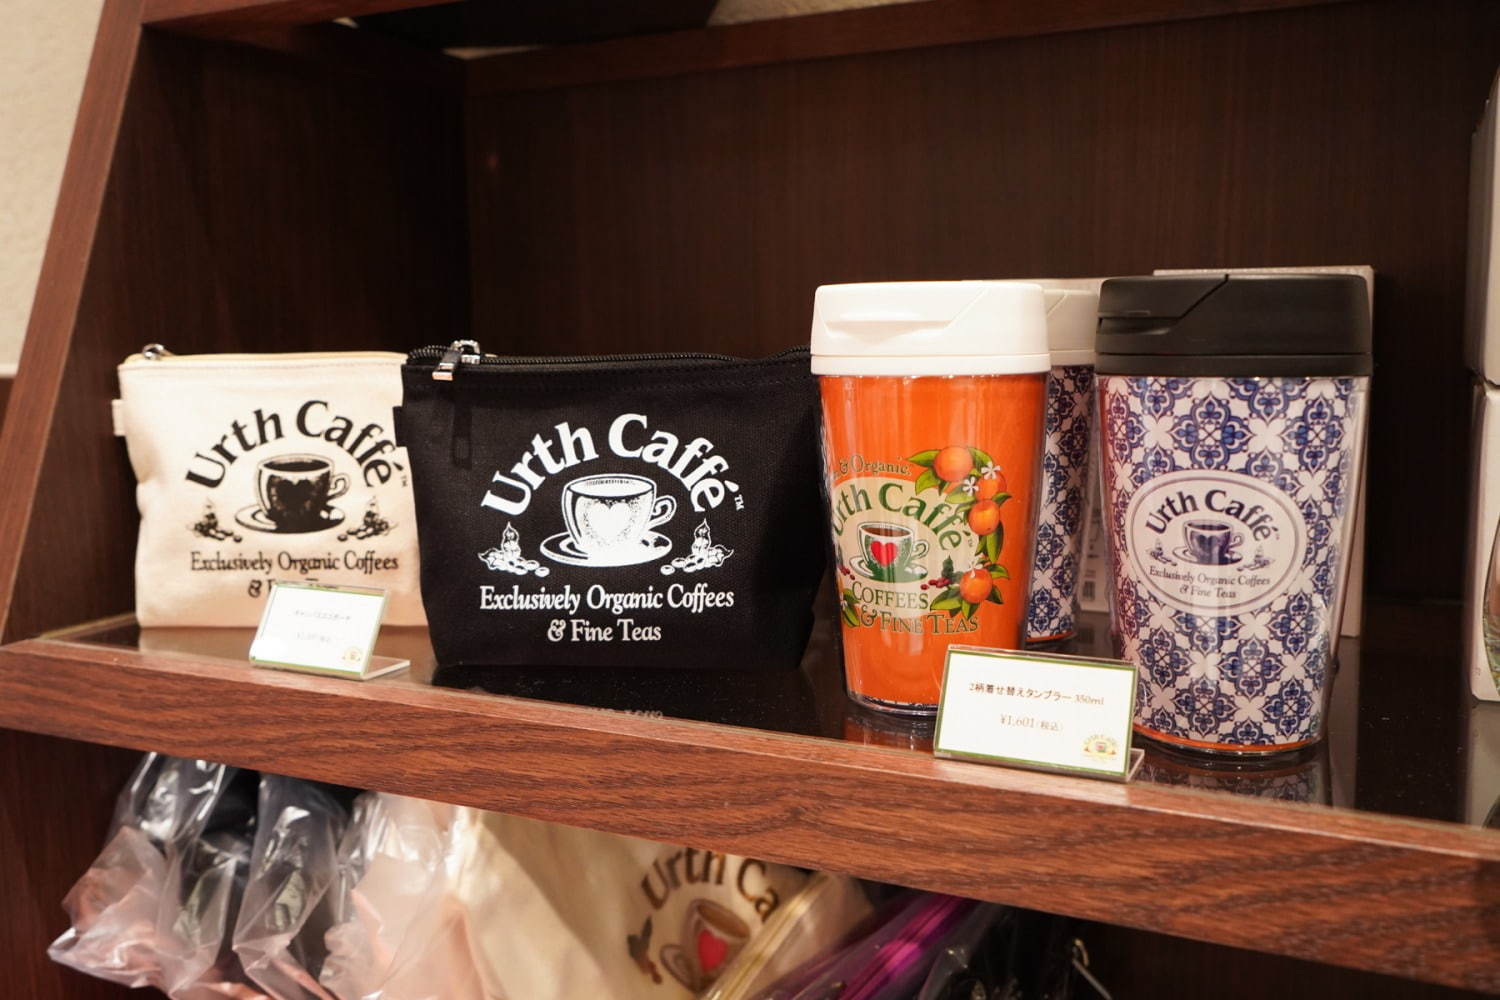 Urth Caffé
Exclusively Organic Coffees
Urth Caffé™
Exclusively Organic Coffees
& Fine Teas
& Organic,
Urth Caffé
COFFEES
& FINE TEAS
Urth Caffé
Exclusively Organic Coffees
& Fine Teas
2柄着せ替えタンブラー 350ml
¥1,601(税込)
Urth Ca